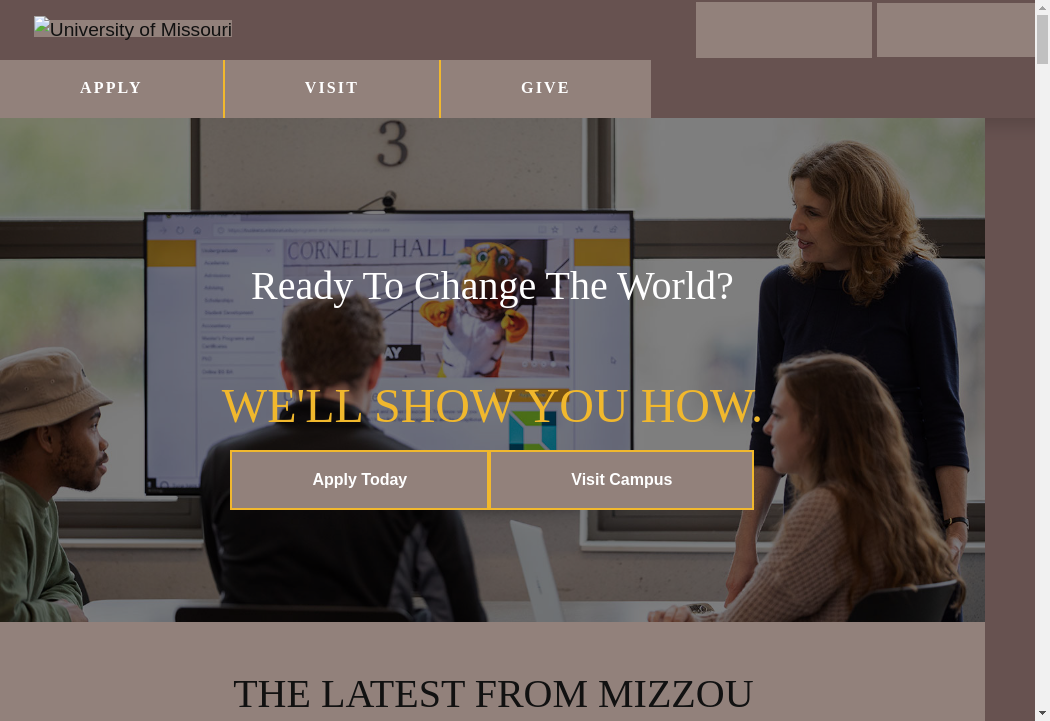 University of Missouri
APPLY
VISIT
GIVE
3
CORNELL HALL
Ready To Change The World?
AY
WE'LL SHOW YOU HOW.
Apply Today
Visit Campus
THE LATEST FROM MIZZOU